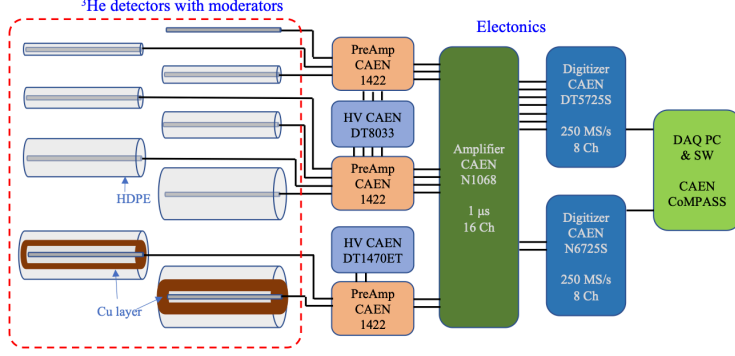 ³He detectors with moderators
Electonics
PreAmp
CAEN
1422
HV CAEN
DT8033
PreAmp
CAEN
1422
HV CAEN
DT1470ET
PreAmp
CAEN
1422
Amplifier
CAEN
N1068
1 µs
16 Ch
Digitizer
CAEN
DT5725S
250 MS/s
8 Ch
Digitizer
CAEN
N6725S
250 MS/s
8 Ch
DAQ PC
& SW
CAEN
CoMPASS
HDPE
Cu layer